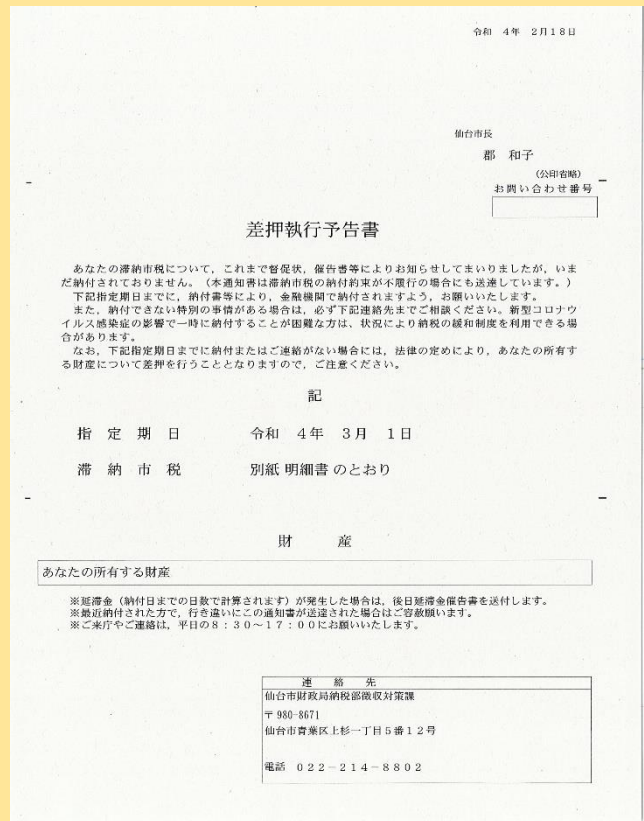 令和　４年　２月１８日
仙台市長
郡　和子
（公印省略）
お問い合わせ番号
差押執行予告書
あなたの滞納市税について，これまで督促状，催告書等によりお知らせしてまいりましたが，いま
だ納付されておりません。（本通知書は滞納市税の納付約束が不履行の場合にも送達しています。）
下記指定期日までに，納付書等により，金融機関で納付されますよう，お願いいたします。
また，納付できない特別の事情がある場合は，必ず下記連絡先までご相談ください。新型コロナウ
イルス感染症の影響で一時に納付することが困難な方は，状況により納税の緩和制度を利用できる場
合があります。
なお，下記指定期日までに納付またはご連絡がない場合には，法律の定めにより，あなたの所有す
る財産について差押を行うこととなりますので，ご注意ください。
記
指　定　期　日　　令和　４年　３月　１日
滞　納　市　税　　別紙 明細書 のとおり
財　　産
あなたの所有する財産
※延滞金（納付日までの日数で計算されます）が発生した場合は，後日延滞金催告書を送付します。
※最近納付された方で，行き違いにこの通知書が送達された場合はご容赦願います。
※ご来庁やご連絡は，平日の８：３０～１７：００にお願いいたします。
連　絡　先
仙台市財政局納税部徴収対策課
〒 980-8671
仙台市青葉区上杉一丁目５番１２号
電話　０２２－２１４－８８０２